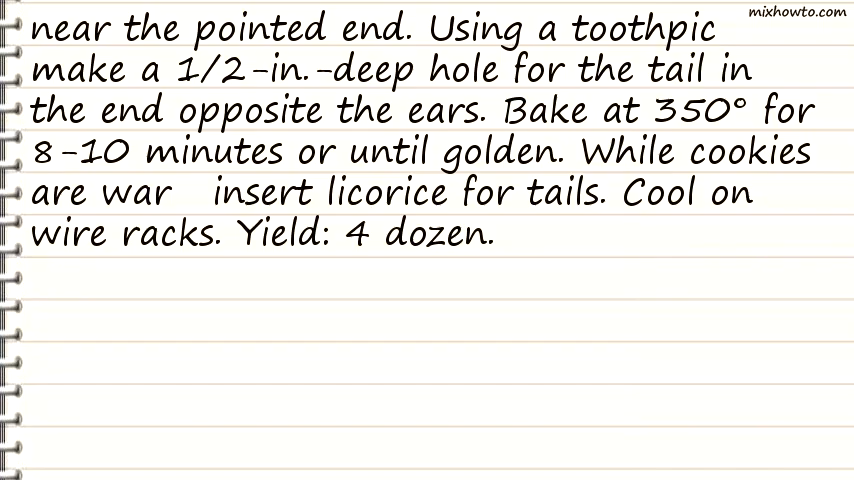 mixhowto.com
near the pointed end. Using a toothpic
make a 1/2-in.-deep hole for the tail in
the end opposite the ears. Bake at 350° for
8-10 minutes or until golden. While cookies
are war insert licorice for tails. Cool on
wire racks. Yield: 4 dozen.